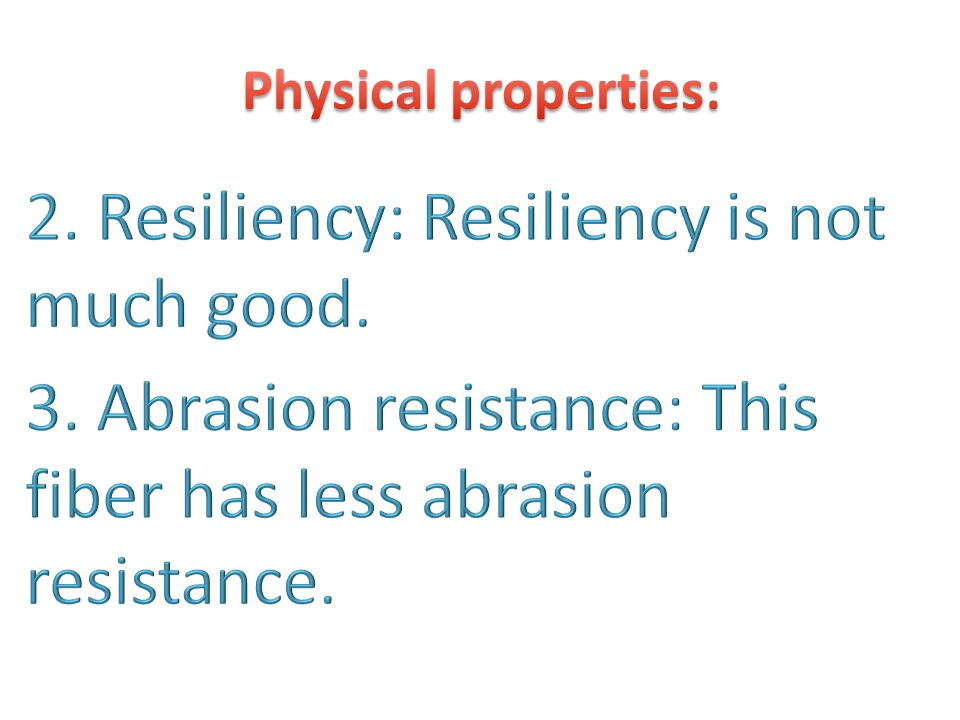 Physical properties:
2. Resiliency: Resiliency is not
much good.
3. Abrasion resistance: This
fiber has less abrasion
resistance.